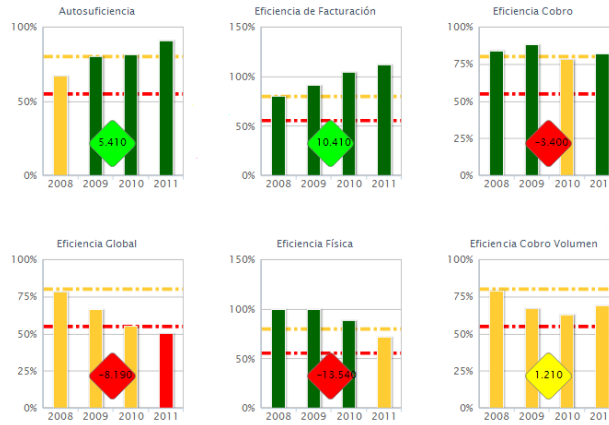 Autosuficiencia
100%
50%
0%
5.410
2008 2009 2010 2011
Eficiencia de Facturación
150%
100%
50%
0%
10.410
2008 2009 2010 2011
Eficiencia Cobro
100%
75%
50%
25%
0%
-3.400
2008 2009 2010 2011
Eficiencia Global
100%
75%
50%
25%
0%
-8.190
2008 2009 2010 2011
Eficiencia Física
150%
100%
50%
0%
-13.540
2008 2009 2010 2011
Eficiencia Cobro Volumen
100%
75%
50%
25%
0%
1.210
2008 2009 2010 2011